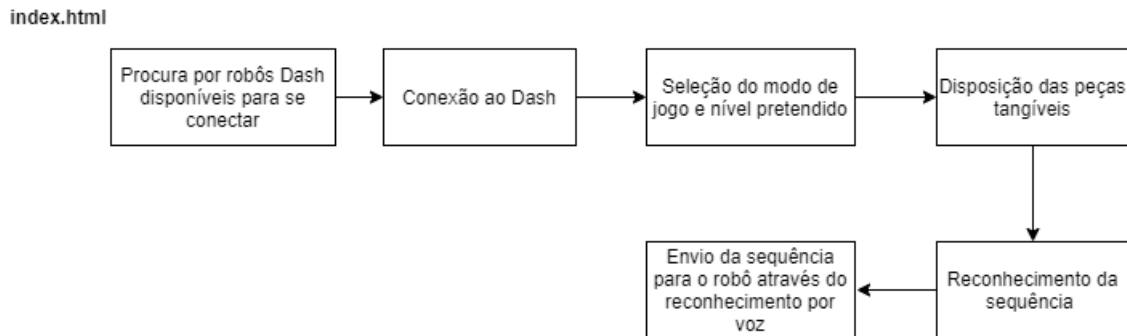 index.html
Procura por robôs Dash
disponíveis para se
conectar
Conexão ao Dash
Seleção do modo de
jogo e nível pretendido
Disposição das peças
tangíveis
Envio da sequência
para o robô através do
reconhecimento por
voz
Reconhecimento da
sequência